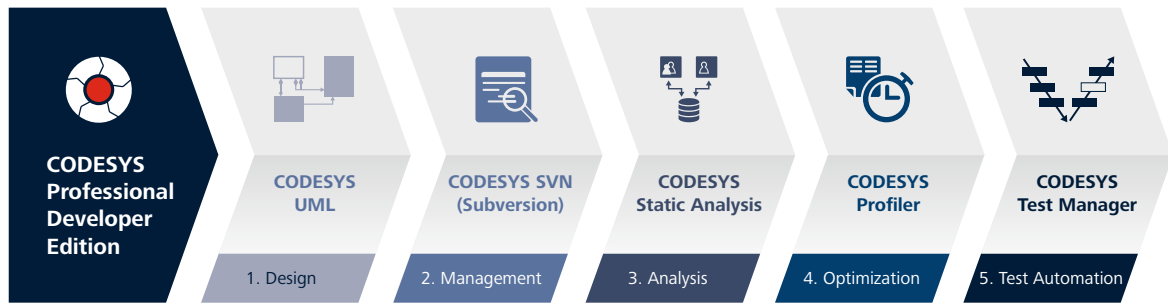 CODESYS
Professional
Developer
Edition
CODESYS
UML
1. Design
CODESYS SVN
(Subversion)
2. Management
CODESYS
Static Analysis
3. Analysis
CODESYS
Profiler
4. Optimization
CODESYS
Test Manager
5. Test Automation